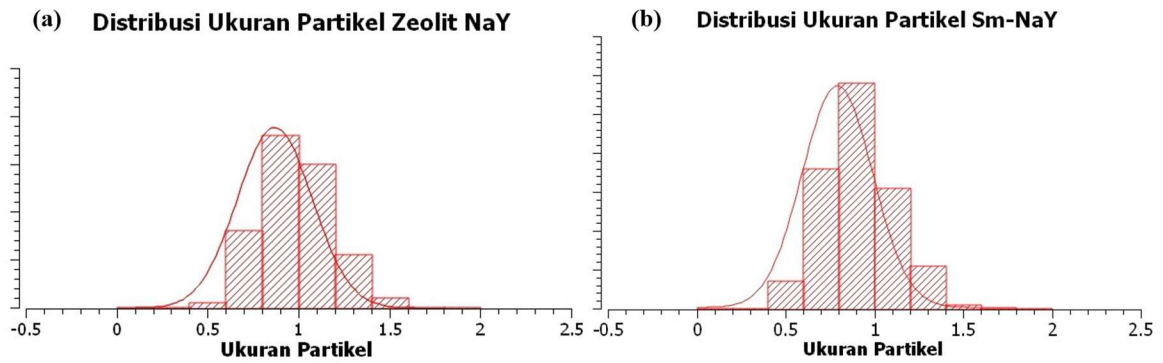 (a) Distribusi Ukuran Partikel Zeolit NaY
-0.5 0 0.5 1 1.5 2 2.5
Ukuran Partikel
(b) Distribusi Ukuran Partikel Sm-NaY
-0.5 0 0.5 1 1.5 2 2.5
Ukuran Partikel